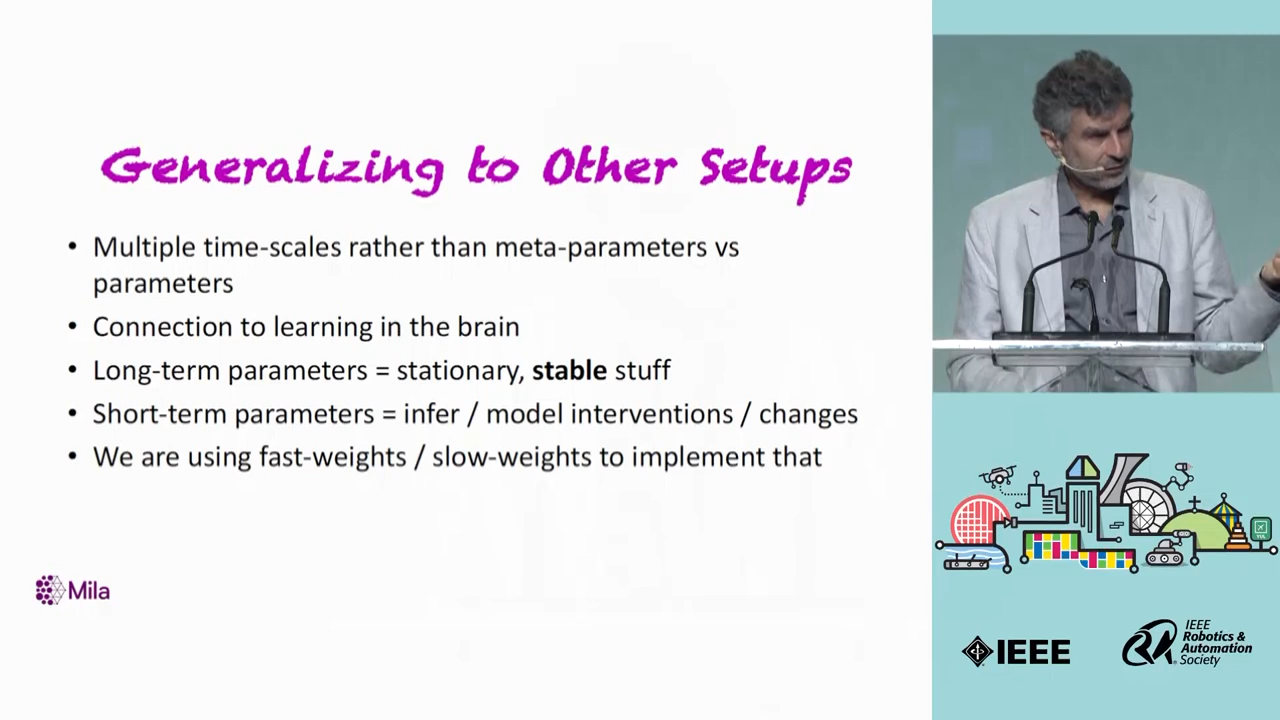 Generalizing to Other Setups
• Multiple time-scales rather than meta-parameters vs
parameters
• Connection to learning in the brain
• Long-term parameters = stationary, stable stuff
• Short-term parameters = infer / model interventions / changes
• We are using fast-weights / slow-weights to implement that
Mila
YUL
IEEE
IEEE
Robotics &
Automation
Society